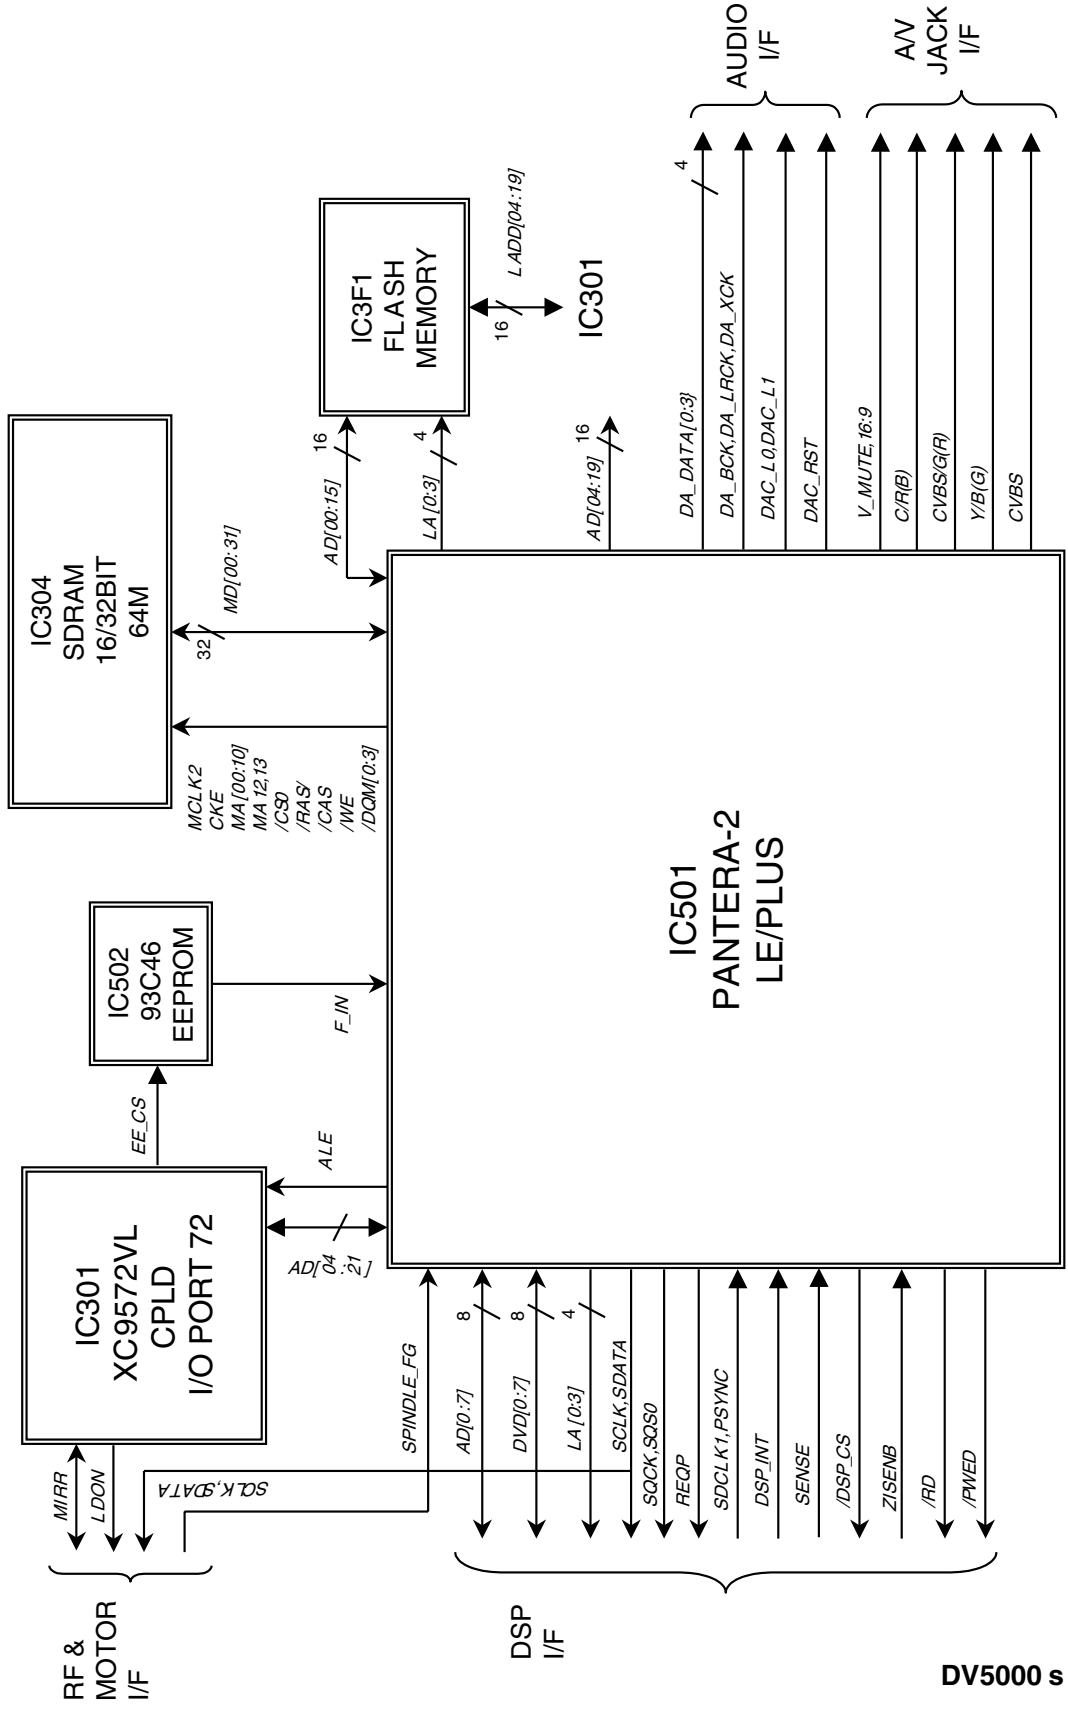 RF &
MOTOR
I/F
MIRR
LDON
SCLK,SDATA
IC301
XC9572VL
CPLD
I/O PORT 72
EE_CS
IC502
93C46
EEPROM
F_IN
ALE
AD[04:21]
IC304
SDRAM
16/32BIT
64M
MCLK2
CKE
MA[00:10]
MA12,13
/CS0
/RAS/
/CAS
/WE
/DQM[0:3]
32
MD[00:31]
IC3F1
FLASH
MEMORY
AD[00:15]
16
LA[0:3]
4
16
LADD[04:19]
IC301
AD[04:19]
16
IC501
PANTERA-2
LE/PLUS
DSP
I/F
SPINDLE_FG
AD[0:7]
8
DVD[0:7]
8
LA[0:3]
4
SCLK,SDATA
SQCK,SQS0
REQP
SDCLK1,PSYNC
DSP_INT
SENSE
/DSP_CS
ZISENB
/RD
/PWED
DA_DATA[0:3}
4
DA_BCK,DA_LRCK,DA_XCK
DAC_L0,DAC_L1
DAC_RST
AUDIO
I/F
V_MUTE,16:9
C/R(B)
CVBS/G(R)
Y/B(G)
CVBS
A/V
JACK
I/F
DV5000 s